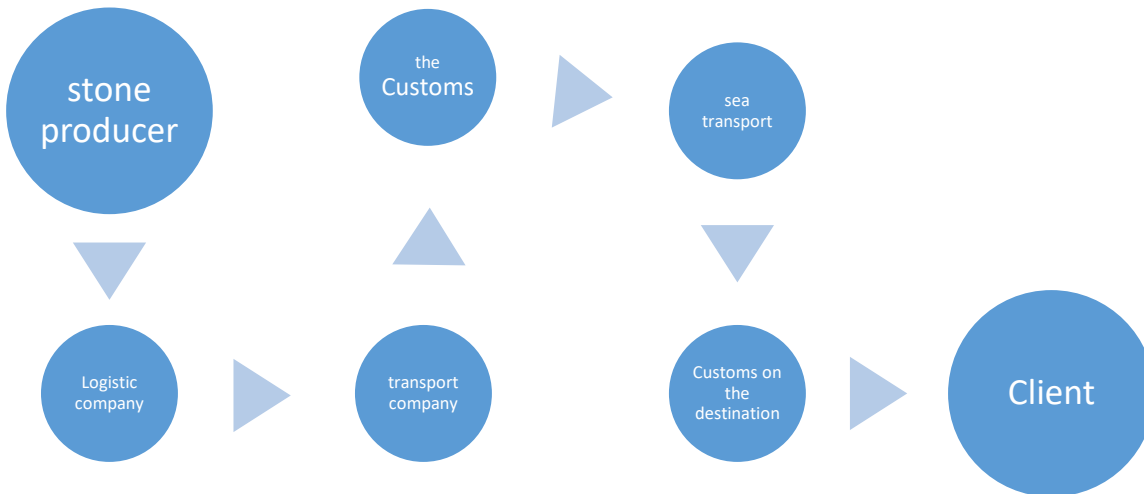 stone
producer
Logistic
company
transport
company
the
Customs
sea
transport
Customs on
the
destination
Client